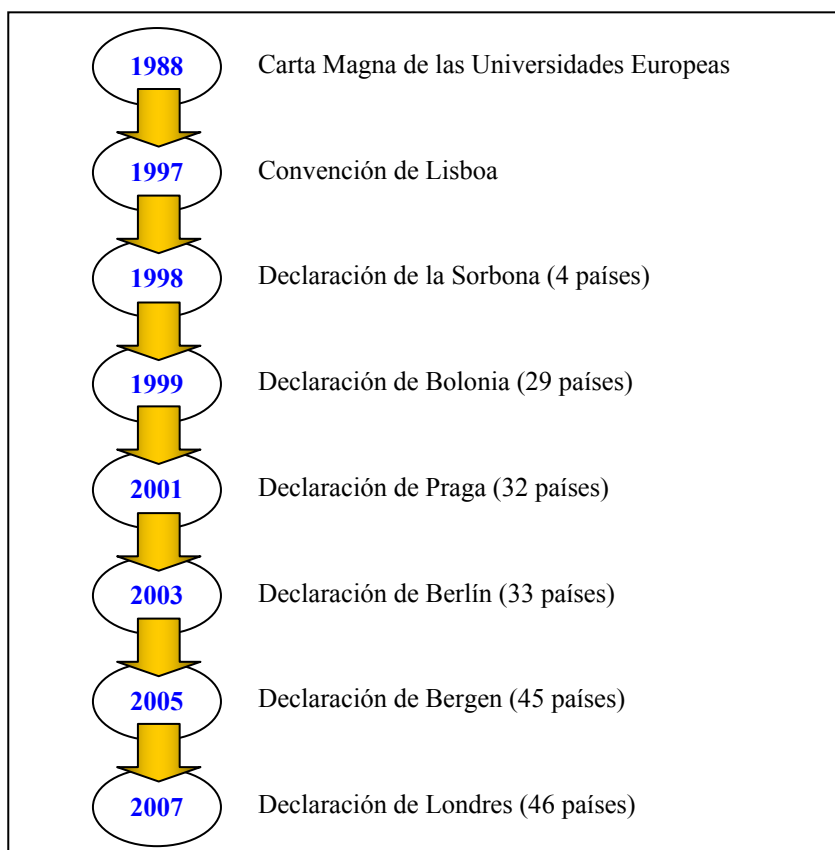 1988 Carta Magna de las Universidades Europeas
1997 Convención de Lisboa
1998 Declaración de la Sorbona (4 países)
1999 Declaración de Bolonia (29 países)
2001 Declaración de Praga (32 países)
2003 Declaración de Berlín (33 países)
2005 Declaración de Bergen (45 países)
2007 Declaración de Londres (46 países)